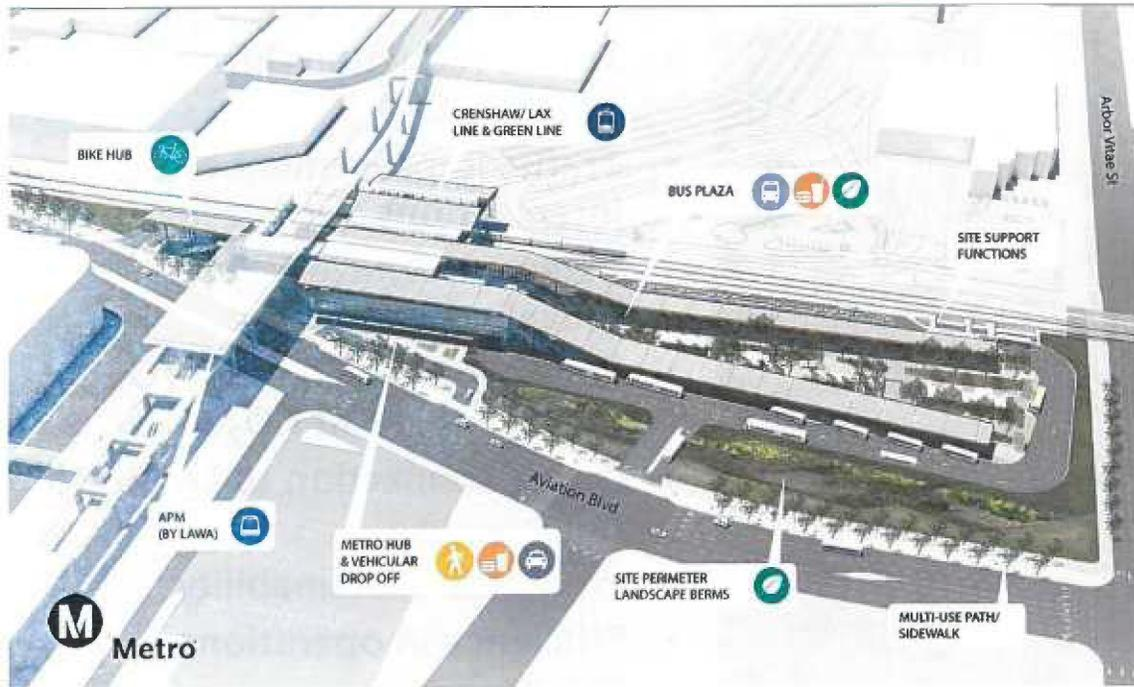 CRENSHAW/ LAX
LINE & GREEN LINE
BIKE HUB
Arbor Vitae St
BUS PLAZA
SITE SUPPORT
FUNCTIONS
Aviation Blvd
APM
(BY LAWA)
METRO HUB
& VEHICULAR
DROP OFF
SITE PERIMETER
LANDSCAPE BERMS
MULTI-USE PATH/
SIDEWALK
M
Metro